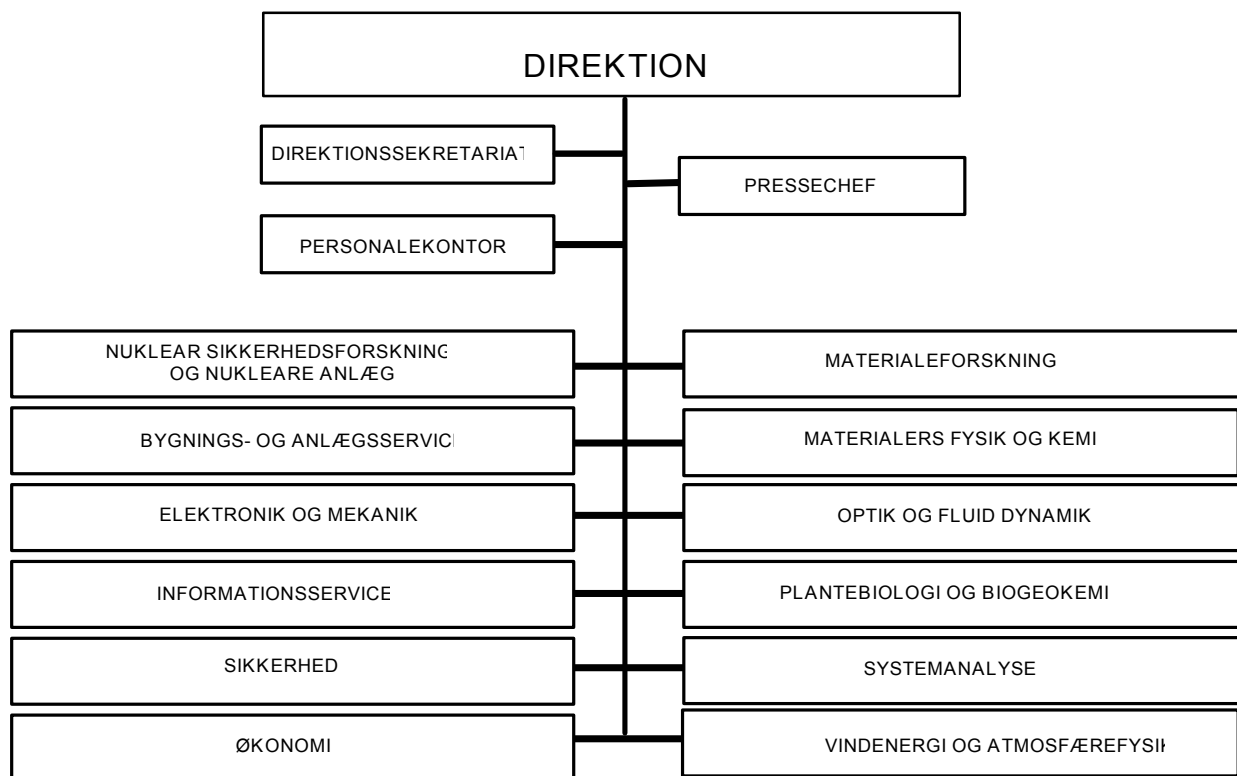 DIREKTION
DIREKTIONSSEKRETARIAT
PRESSECHEF
PERSONALEKONTOR
NUKLEAR SIKKERHEDSFORSKNING
OG NUKLEARE ANLÆG
MATERIALEFORSKNING
BYGNINGS- OG ANLÆGSSERVIC
MATERIALERS FYSIK OG KEMI
ELEKTRONIK OG MEKANIK
OPTIK OG FLUID DYNAMIK
INFORMATIONSSERVICE
PLANTEBIOLOGI OG BIOGEOKEMI
SIKKERHED
SYSTEMANALYSE
ØKONOMI
VINDENERGI OG ATMOSFÆREFYSIK